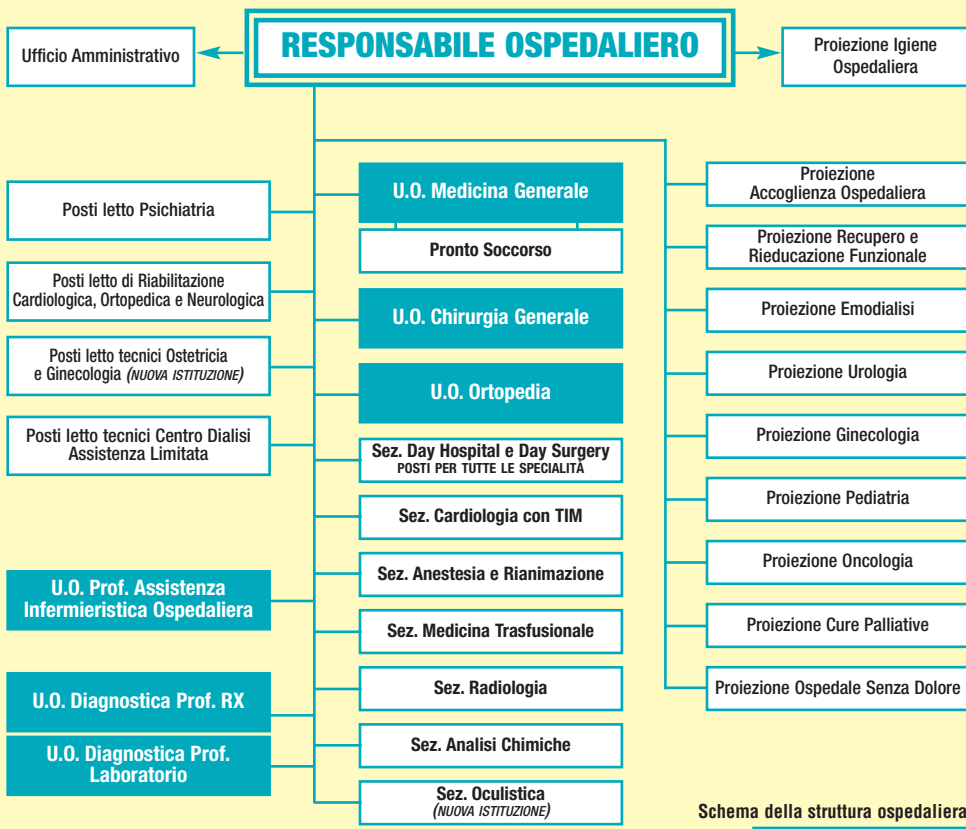 RESPONSABILE OSPEDALIERO
Ufficio Amministrativo
Proiezione Igiene
Ospedaliera
Posti letto Psichiatria
Posti letto di Riabilitazione
Cardiologica, Ortopedica e Neurologica
Posti letto tecnici Ostetricia
e Ginecologia (NUOVA ISTITUZIONE)
Posti letto tecnici Centro Dialisi
Assistenza Limitata
U.O. Prof. Assistenza
Infermieristica Ospedaliera
U.O. Diagnostica Prof. RX
U.O. Diagnostica Prof.
Laboratorio
U.O. Medicina Generale
Pronto Soccorso
U.O. Chirurgia Generale
U.O. Ortopedia
Sez. Day Hospital e Day Surgery
POSTI PER TUTTE LE SPECIALITÀ
Sez. Cardiologia con TIM
Sez. Anestesia e Rianimazione
Sez. Medicina Trasfusionale
Sez. Radiologia
Sez. Analisi Chimiche
Sez. Oculistica
(NUOVA ISTITUZIONE)
Proiezione
Accoglienza Ospedaliera
Proiezione Recupero e
Rieducazione Funzionale
Proiezione Emodialisi
Proiezione Urologia
Proiezione Ginecologia
Proiezione Pediatria
Proiezione Oncologia
Proiezione Cure Palliative
Proiezione Ospedale Senza Dolore
Schema della struttura ospedaliera